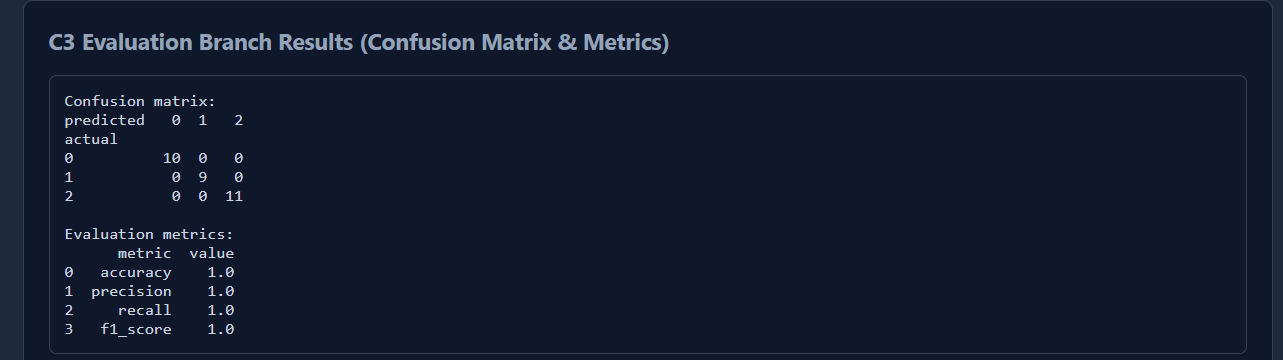 C3 Evaluation Branch Results (Confusion Matrix & Metrics)
Confusion matrix:
predicted   0  1   2
actual
0          10  0   0
1           0  9   0
2           0  0  11
Evaluation metrics:
      metric  value
0   accuracy    1.0
1  precision    1.0
2     recall    1.0
3   f1_score    1.0